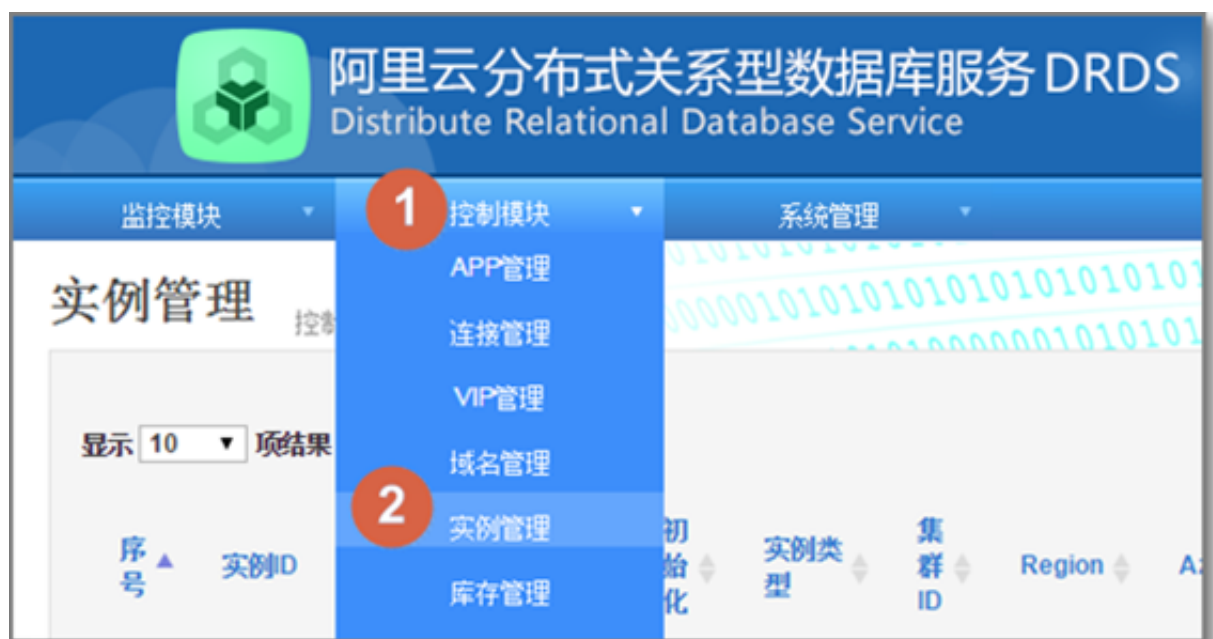 阿里云分布式关系型数据库服务 DRDS
Distribute Relational Database Service
监控模块 1 控制模块 系统管理
APP管理
实例管理 控制
连接管理
VIP管理
显示 10 项结果
域名管理
2 实例管理
序号 实例ID 初始化 实例类型 集群ID Region
库存管理